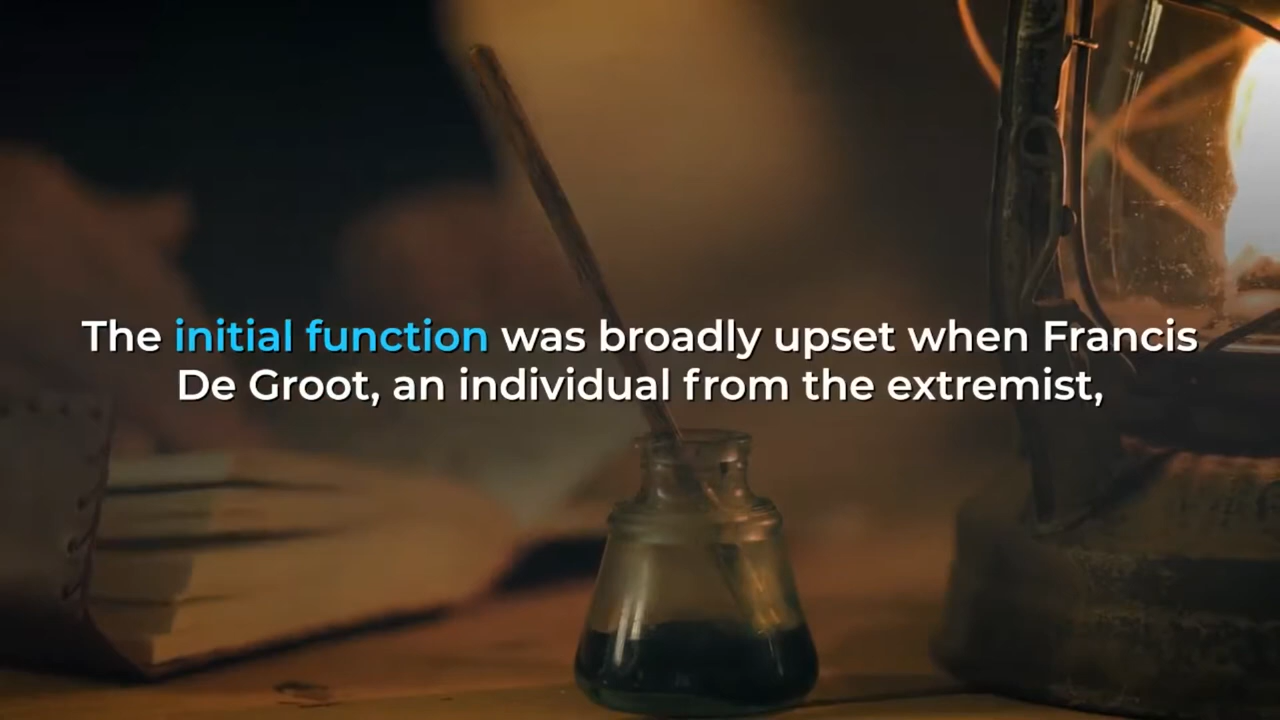 The initial function was broadly upset when Francis
De Groot, an individual from the extremist,